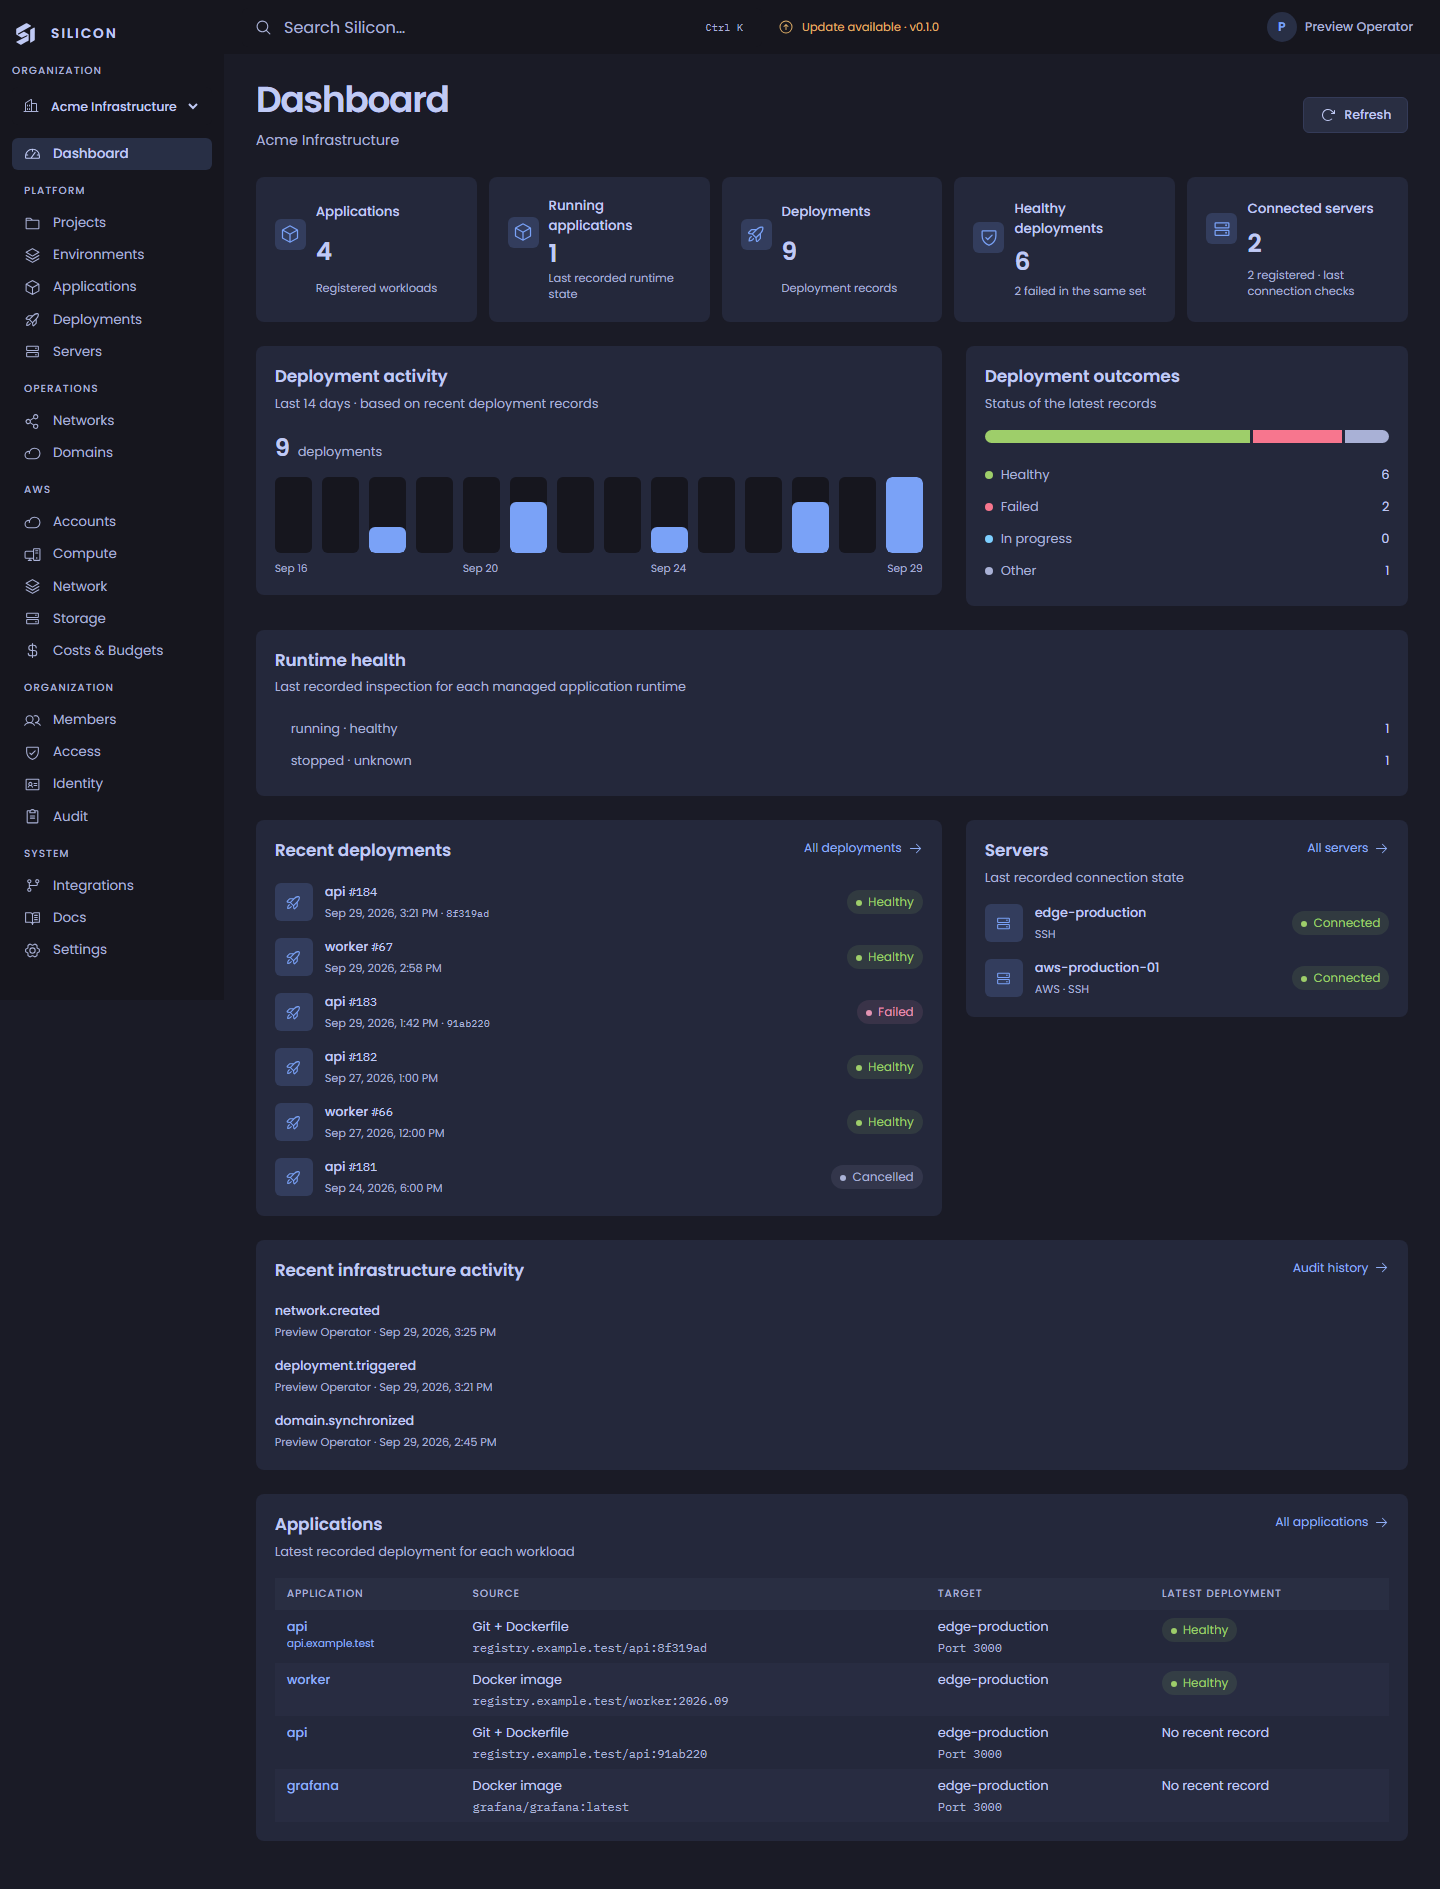 SILICON
Search Silicon...
Ctrl K
Update available · v0.1.0
P
Preview Operator
ORGANIZATION
Acme Infrastructure
Dashboard
PLATFORM
Projects
Environments
Applications
Deployments
Servers
OPERATIONS
Networks
Domains
AWS
Accounts
Compute
Network
Storage
Costs & Budgets
ORGANIZATION
Members
Access
Identity
Audit
SYSTEM
Integrations
Docs
Settings
Dashboard
Acme Infrastructure
Refresh
Applications
4
Registered workloads
Running
applications
1
Last recorded runtime
state
Deployments
9
Deployment records
Healthy
deployments
6
2 failed in the same set
Connected servers
2
2 registered · last
connection checks
Deployment activity
Last 14 days · based on recent deployment records
9 deployments
Sep 16
Sep 20
Sep 24
Sep 29
Deployment outcomes
Status of the latest records
Healthy 6
Failed 2
In progress 0
Other 1
Runtime health
Last recorded inspection for each managed application runtime
running · healthy 1
stopped · unknown 1
Recent deployments
All deployments
api #184
Sep 29, 2026, 3:21 PM · 8f319ad
Healthy
worker #67
Sep 29, 2026, 2:58 PM
Healthy
api #183
Sep 29, 2026, 1:42 PM · 91ab220
Failed
api #182
Sep 27, 2026, 1:00 PM
Healthy
worker #66
Sep 27, 2026, 12:00 PM
Healthy
api #181
Sep 24, 2026, 6:00 PM
Cancelled
Servers
All servers
Last recorded connection state
edge-production
SSH
Connected
aws-production-01
AWS · SSH
Connected
Recent infrastructure activity
Audit history
network.created
Preview Operator · Sep 29, 2026, 3:25 PM
deployment.triggered
Preview Operator · Sep 29, 2026, 3:21 PM
domain.synchronized
Preview Operator · Sep 29, 2026, 2:45 PM
Applications
All applications
Latest recorded deployment for each workload
APPLICATION SOURCE TARGET LATEST DEPLOYMENT
api Git + Dockerfile edge-production Healthy
api.example.test registry.example.test/api:8f319ad Port 3000
worker Docker image edge-production Healthy
registry.example.test/worker:2026.09
api Git + Dockerfile edge-production No recent record
registry.example.test/api:91ab220 Port 3000
grafana Docker image edge-production No recent record
grafana/grafana:latest Port 3000